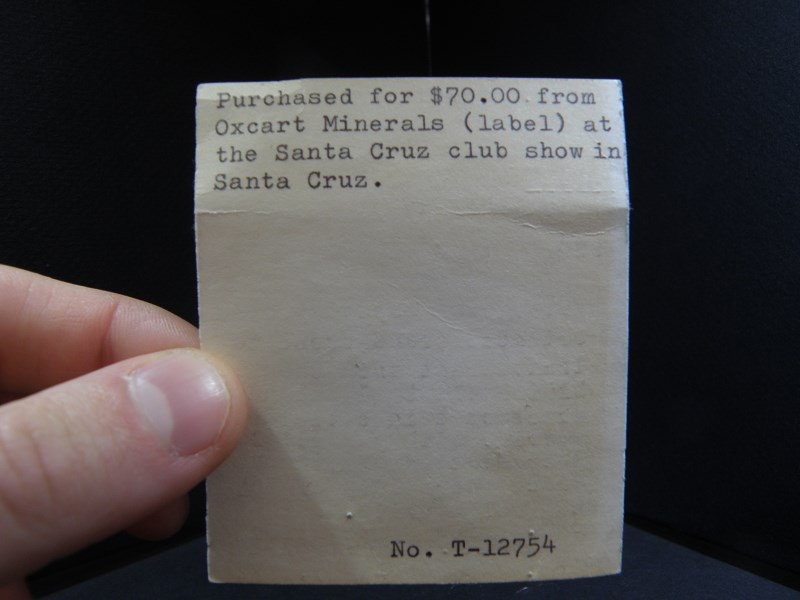 Purchased for $70.00 from
Oxcart Minerals (label) at
the Santa Cruz club show in
Santa Cruz.
No. T-12754